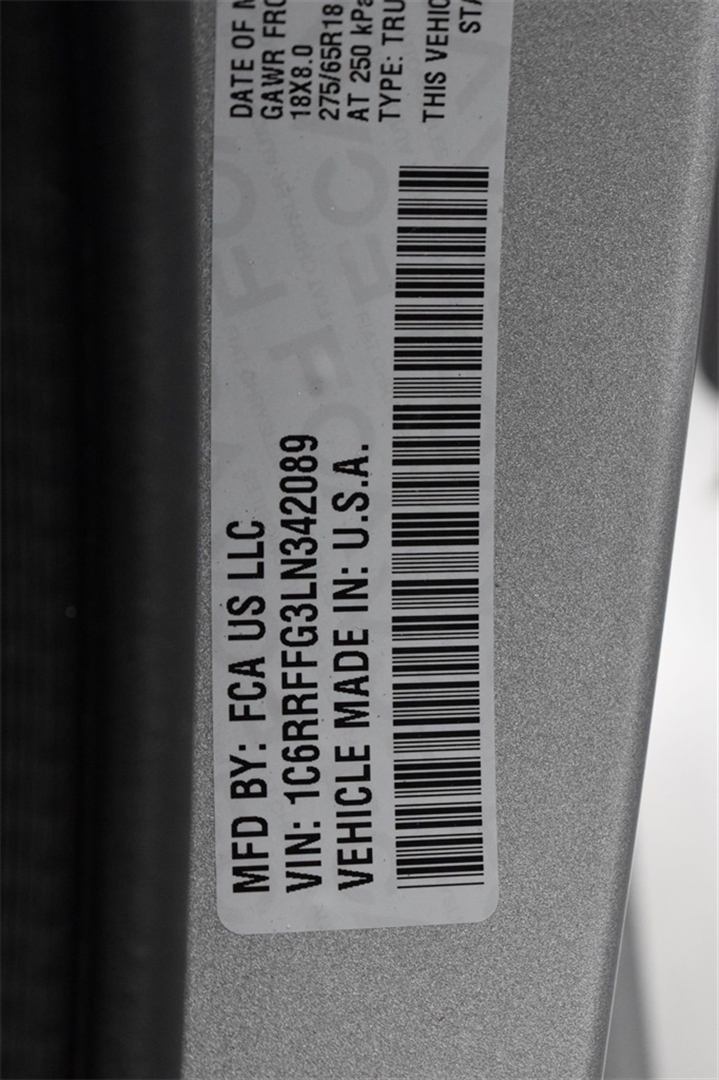 MFD BY: FCA US LLC
VIN: 1C6RRFFG3LN342089
VEHICLE MADE IN: U.S.A.
DATE OF M
GAWR FRO
18X8.0
275/65R18
AT 250 kPa
TYPE: TRU
THIS VEHIC
STA